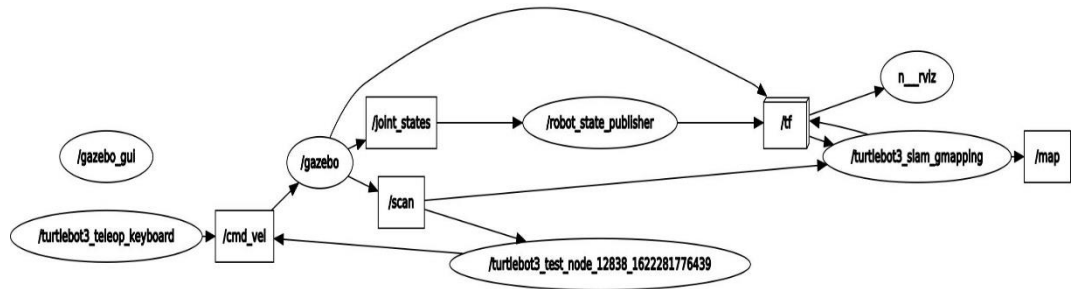 n__rviz
/joint_states
/robot_state_publisher
/tf
/gazebo_gui
/gazebo
/turtlebot3_slam_gmapping
/map
/scan
/turtlebot3_teleop_keyboard
/cmd_vel
/turtlebot3_test_node_12838_1622281776439